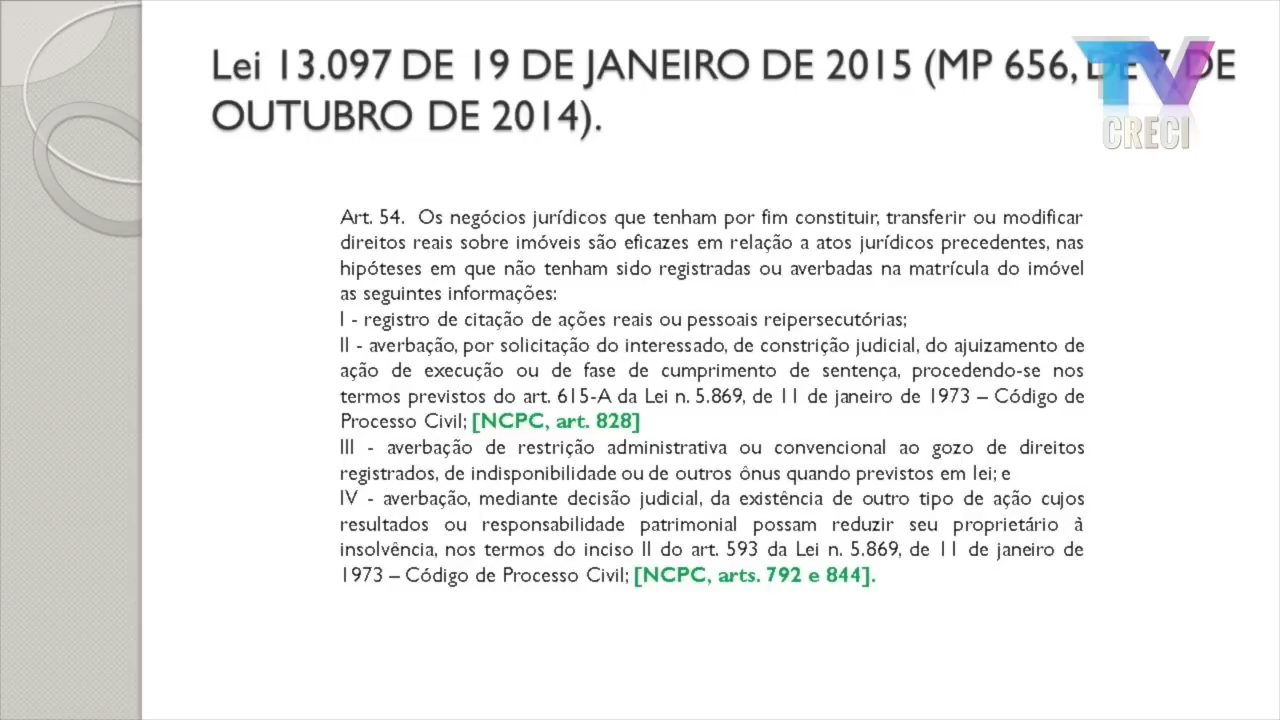 Lei 13.097 DE 19 DE JANEIRO DE 2015 (MP 656, DE 7 DE
OUTUBRO DE 2014).
TV
CRECI
Art. 54. Os negócios jurídicos que tenham por fim constituir, transferir ou modificar
direitos reais sobre imóveis são eficazes em relação a atos jurídicos precedentes, nas
hipóteses em que não tenham sido registradas ou averbadas na matrícula do imóvel
as seguintes informações:
I - registro de citação de ações reais ou pessoais reipersecutórias;
II - averbação, por solicitação do interessado, de constrição judicial, do ajuizamento de
ação de execução ou de fase de cumprimento de sentença, procedendo-se nos
termos previstos do art. 615-A da Lei n. 5.869, de 11 de janeiro de 1973 – Código de
Processo Civil; [NCPC, art. 828]
III - averbação de restrição administrativa ou convencional ao gozo de direitos
registrados, de indisponibilidade ou de outros ônus quando previstos em lei; e
IV - averbação, mediante decisão judicial, da existência de outro tipo de ação cujos
resultados ou responsabilidade patrimonial possam reduzir seu proprietário à
insolvência, nos termos do inciso II do art. 593 da Lei n. 5.869, de 11 de janeiro de
1973 – Código de Processo Civil; [NCPC, arts. 792 e 844].